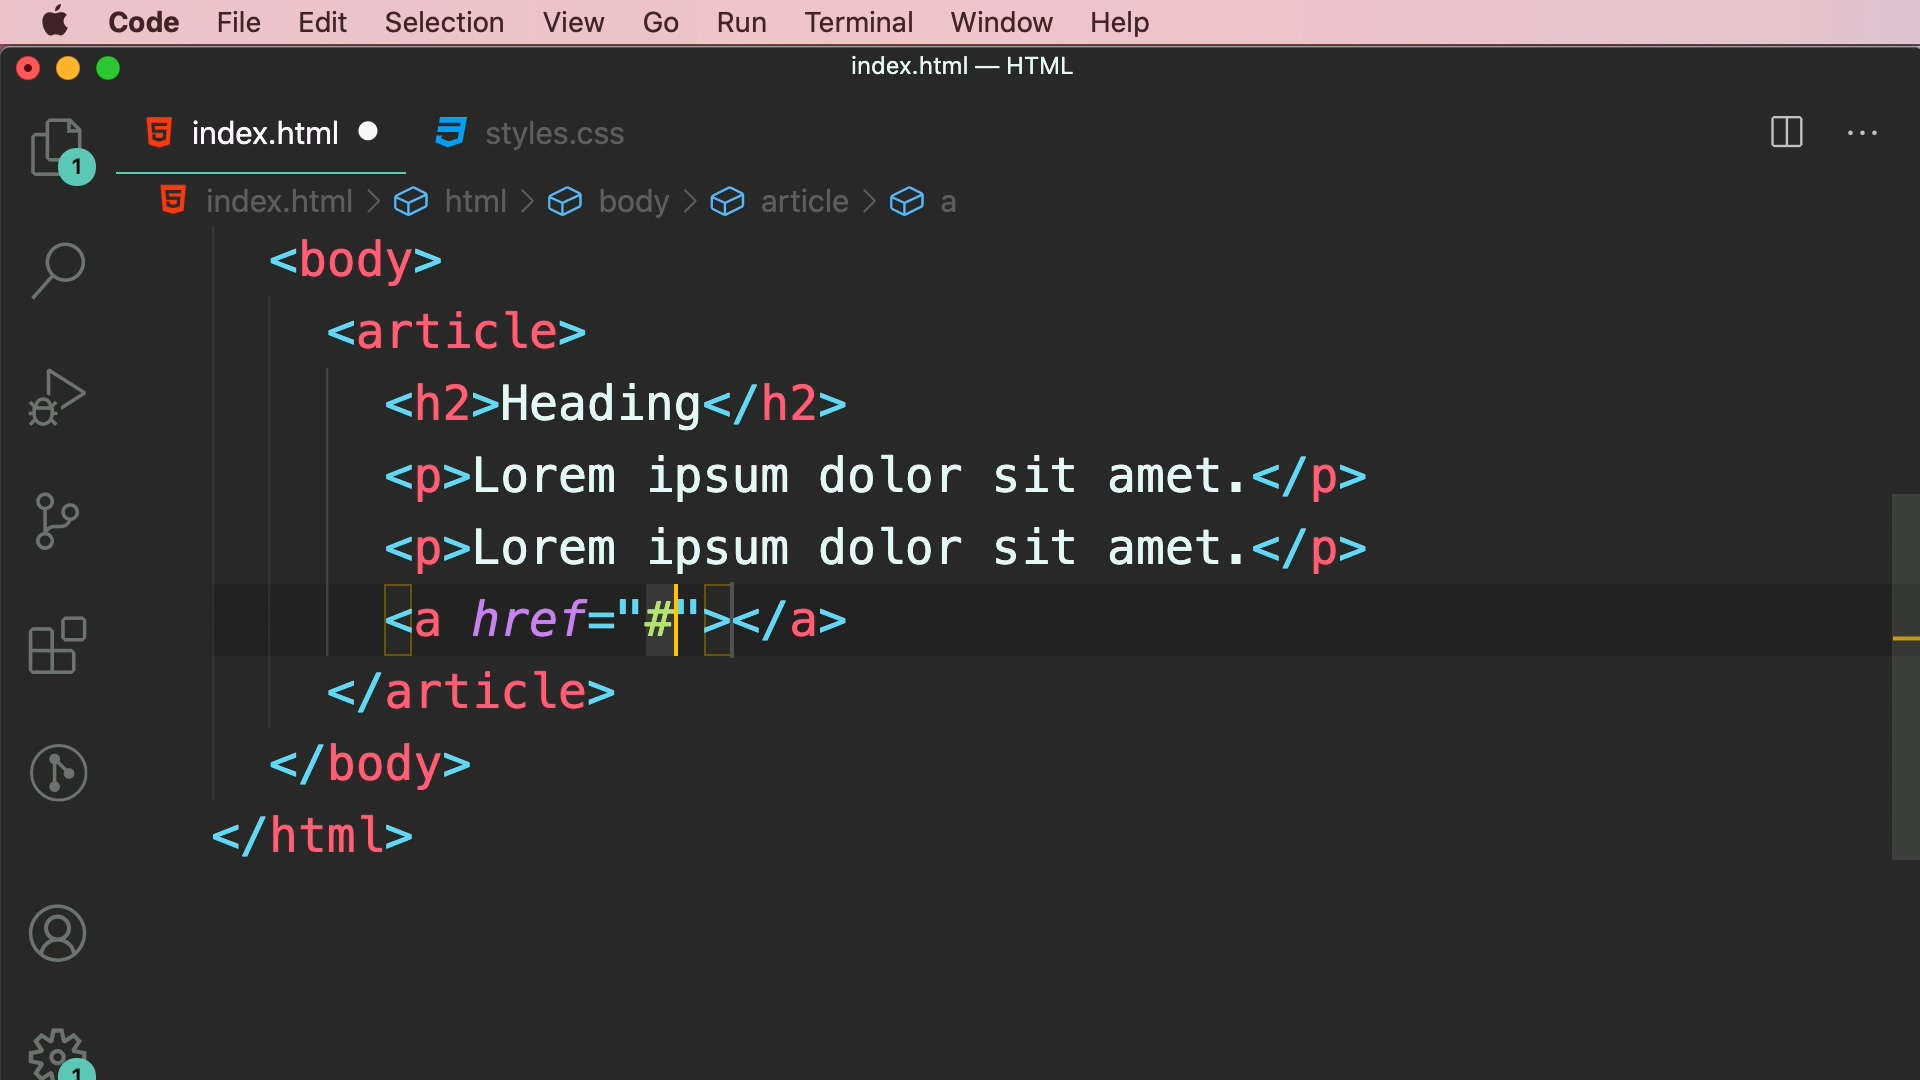 Code File Edit Selection View Go Run Terminal Window Help
index.html — HTML
index.html styles.css
1
index.html > html > body > article > a
<body>
<article>
<h2>Heading</h2>
<p>Lorem ipsum dolor sit amet.</p>
<p>Lorem ipsum dolor sit amet.</p>
<a href="#"></a>
</article>
</body>
</html>
1